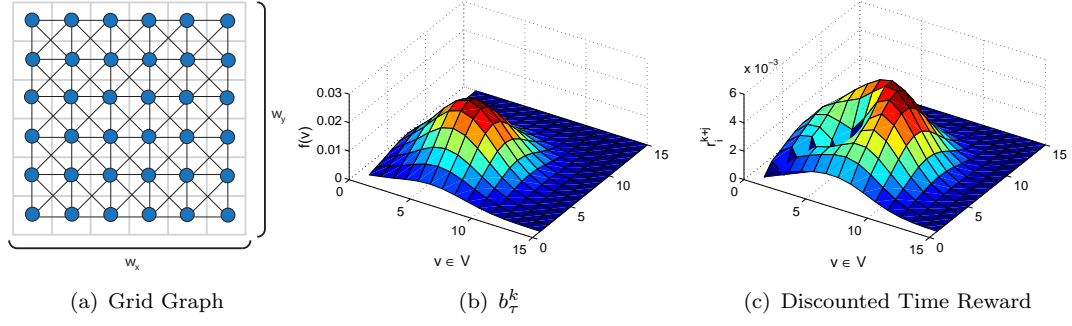 w_y
w_x
(a) Grid Graph
0.03
0.02
0.01
0
f(v)
0
5
10
15
v ∈ V
0
5
10
15
(b) b_τ^k
x 10^-3
6
4
2
0
r_i^{k+j}
0
5
10
15
v ∈ V
0
5
10
15
(c) Discounted Time Reward